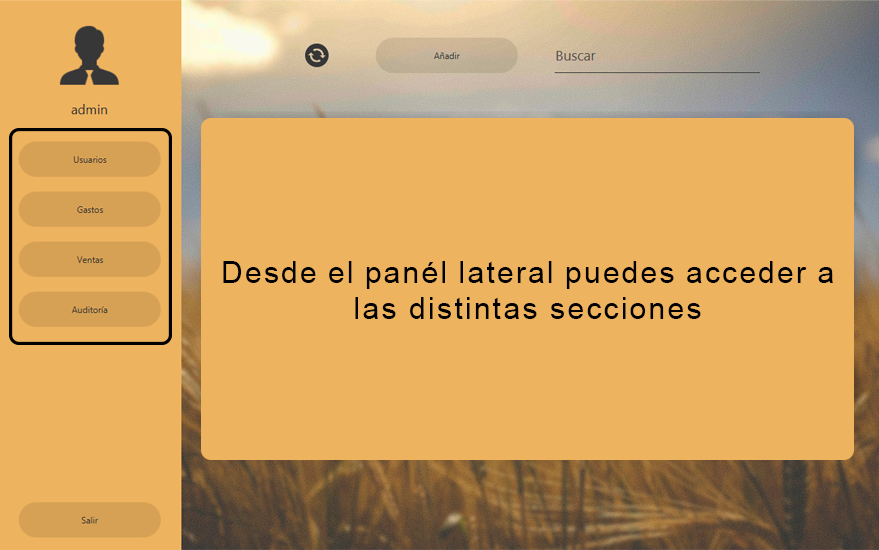 admin
Usuarios
Gastos
Ventas
Auditoría
Salir
Añadir
Buscar
Desde el panél lateral puedes acceder a
las distintas secciones